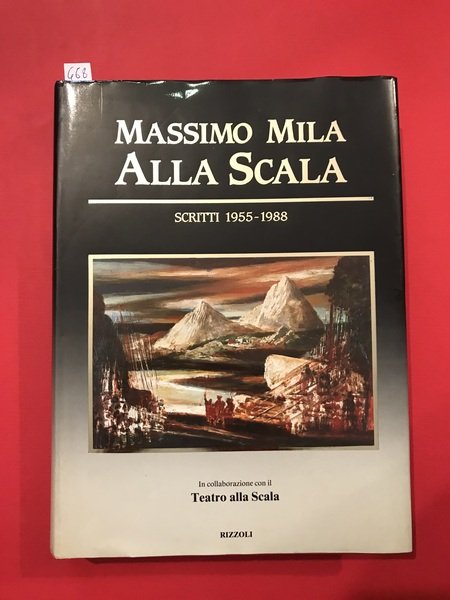 668
MASSIMO MILA
ALLA SCALA
SCRITTI 1955-1988
In collaborazione con il
Teatro alla Scala
RIZZOLI